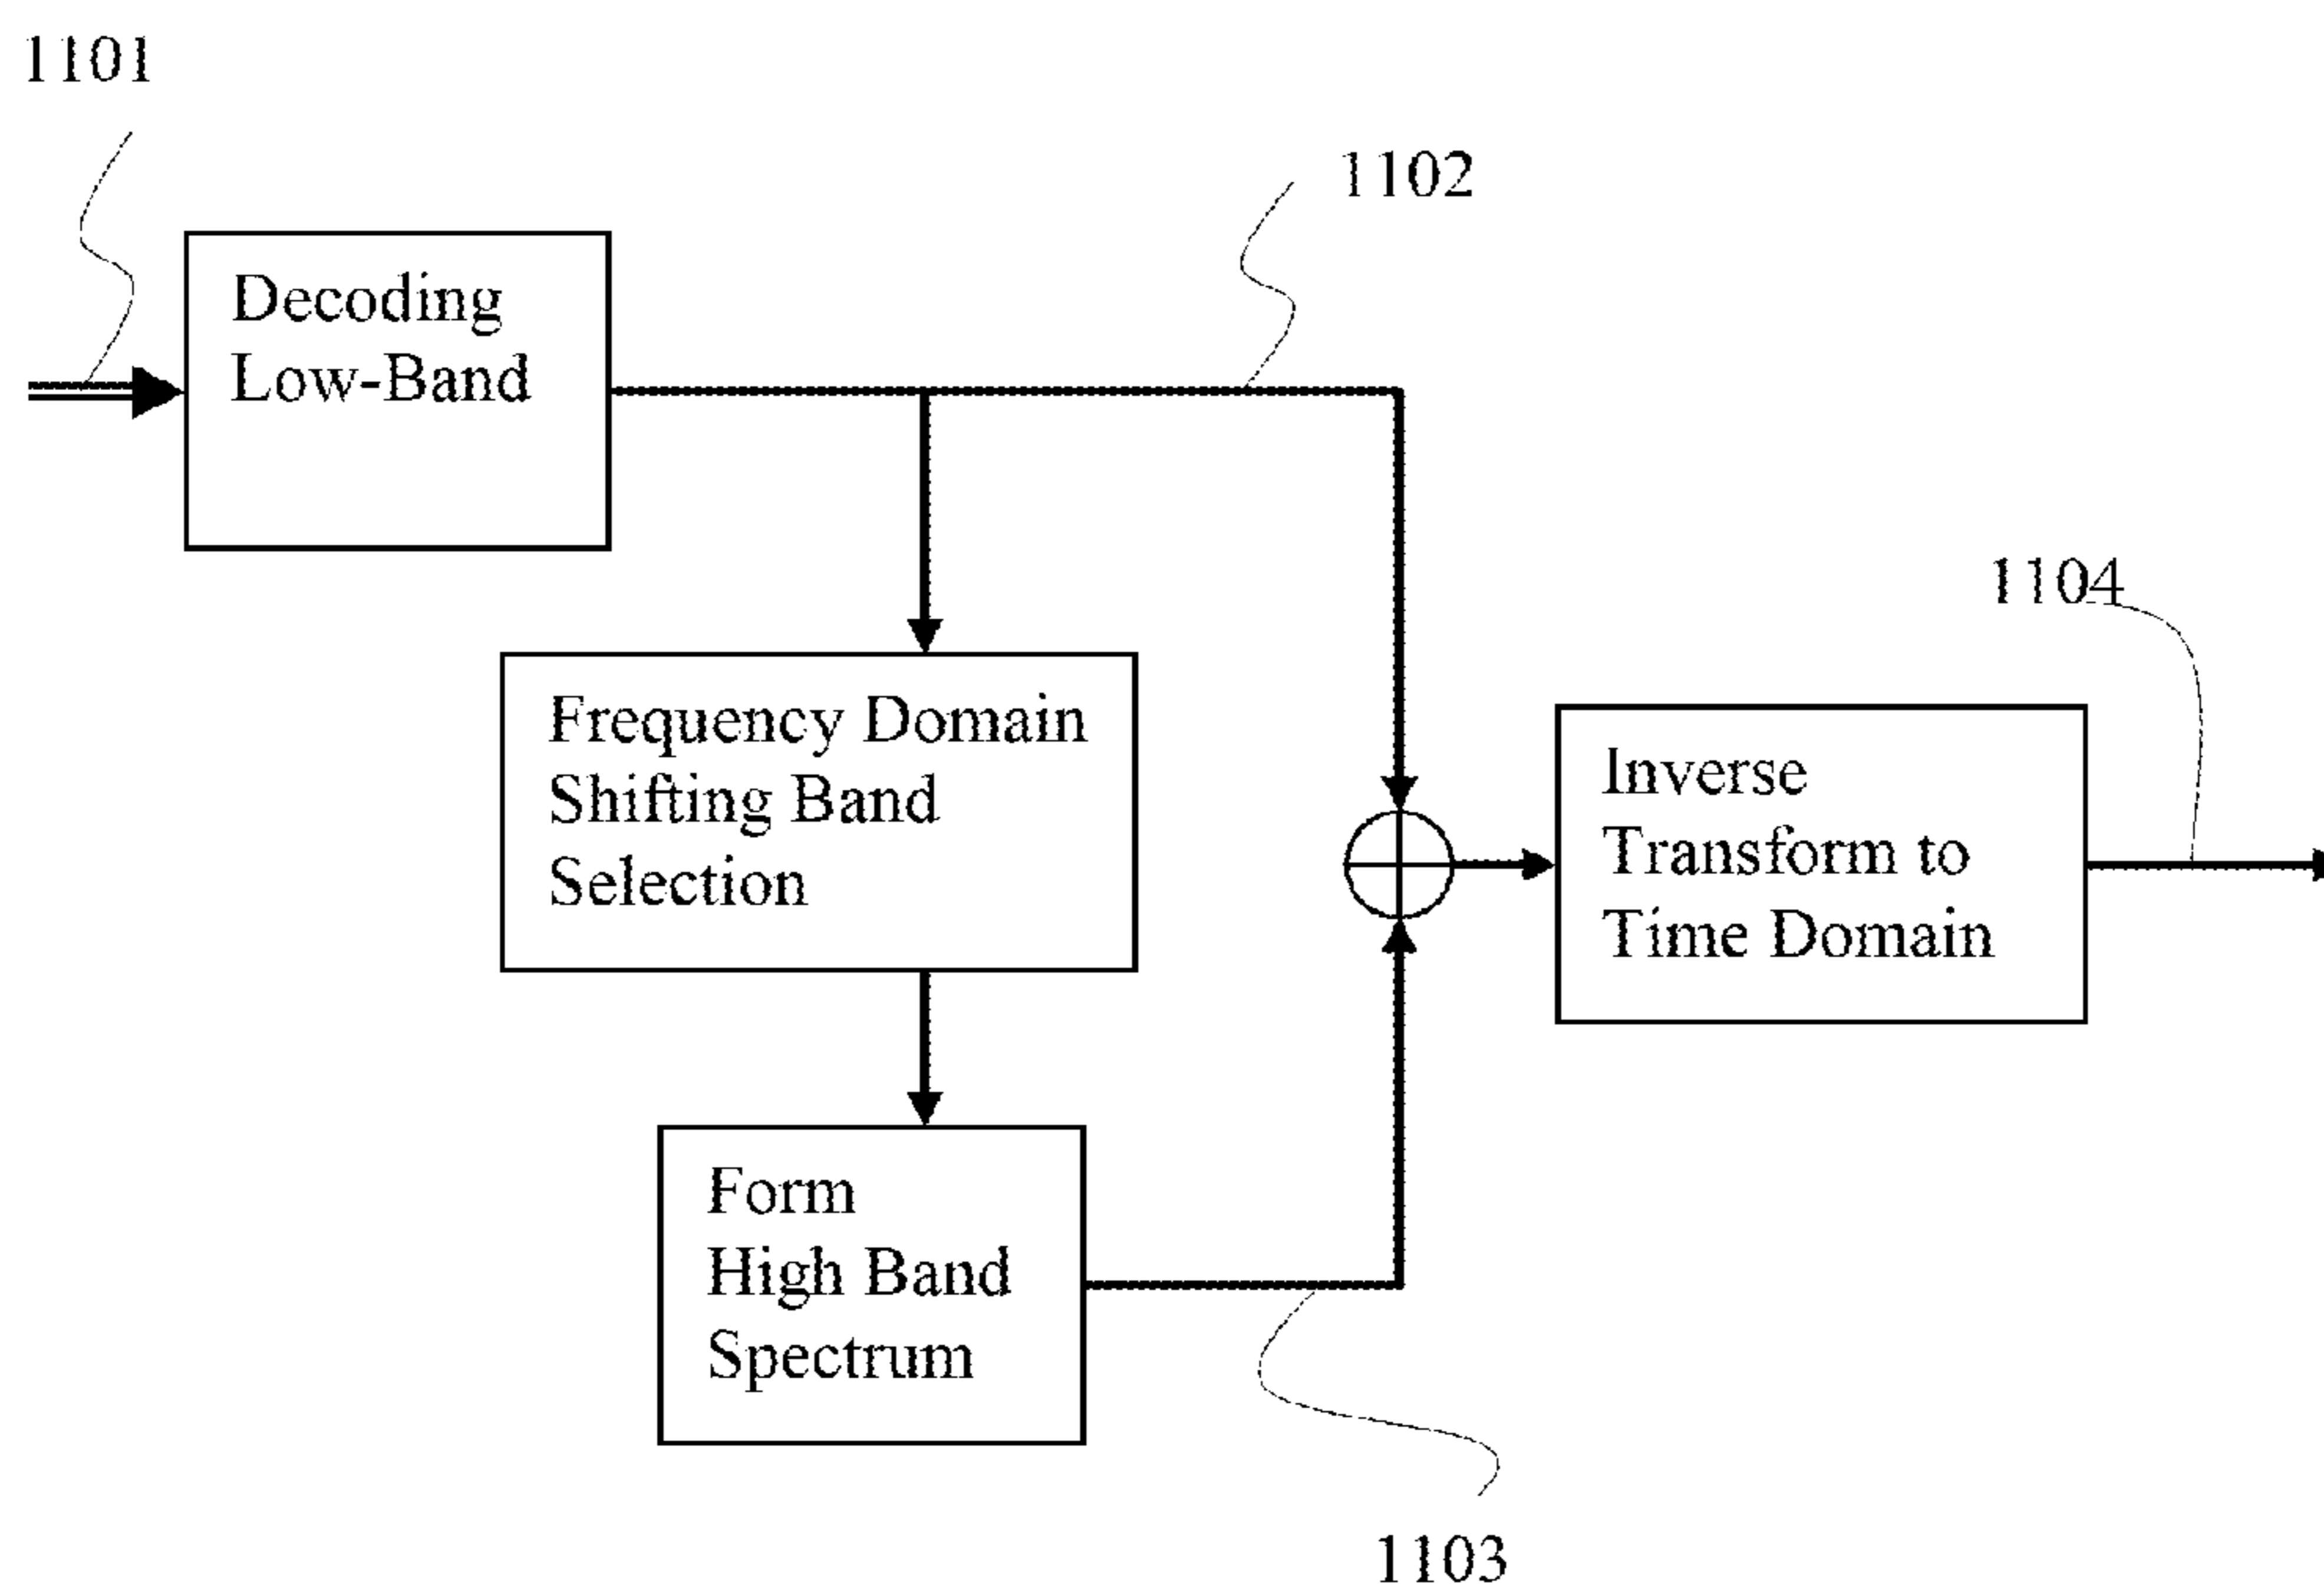 1101
1102
Decoding
Low-Band
1104
Frequency Domain
Shifting Band
Selection
Inverse
Transform to
Time Domain
Form
High Band
Spectrum
1103